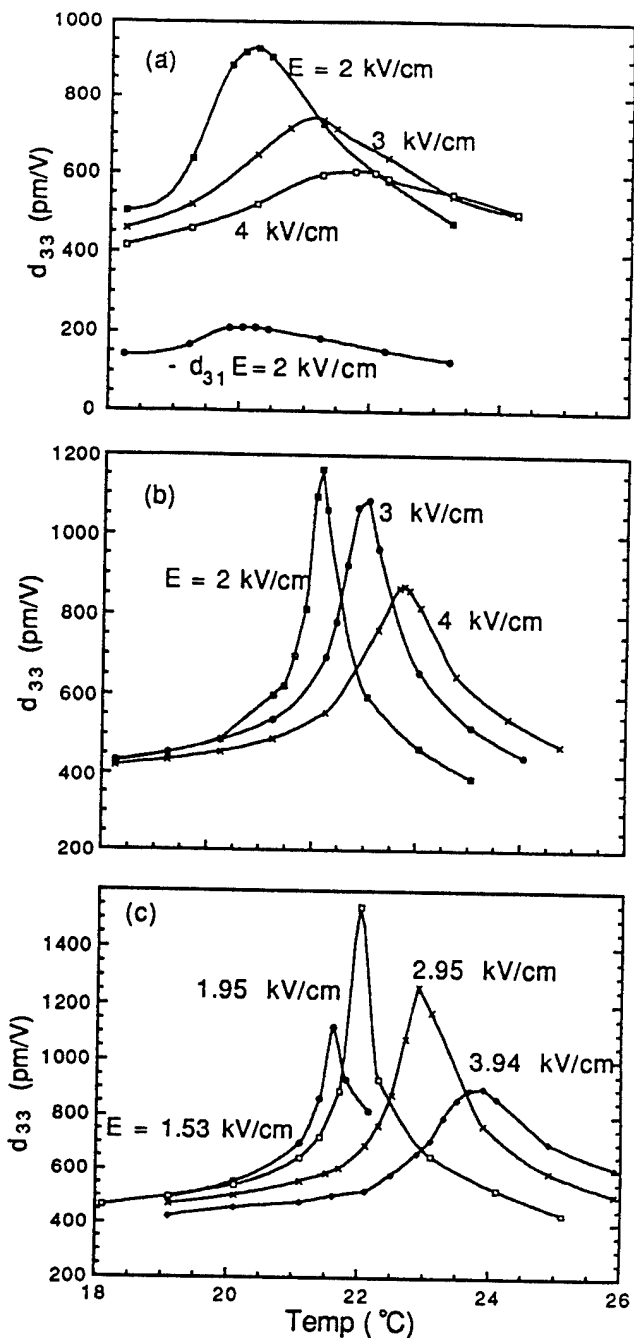 1000
(a)
E = 2 kV/cm
800
3 kV/cm
600
d33 (pm/V)
400
4 kV/cm
200
- d31 E = 2 kV/cm
0
1200
(b)
3 kV/cm
1000
E = 2 kV/cm
800
4 kV/cm
d33 (pm/V)
600
400
200
(c)
1400
2.95 kV/cm
1.95 kV/cm
1200
3.94 kV/cm
1000
d33 (pm/V)
800
E = 1.53 kV/cm
600
400
200
18 20 22 24 26
Temp (°C)